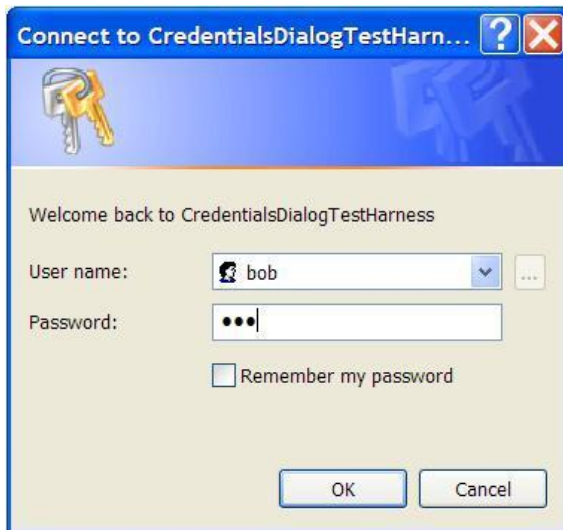 Connect to CredentialsDialogTestHarn...
Welcome back to CredentialsDialogTestHarness
User name: bob ...
Password: •••
Remember my password
OK Cancel